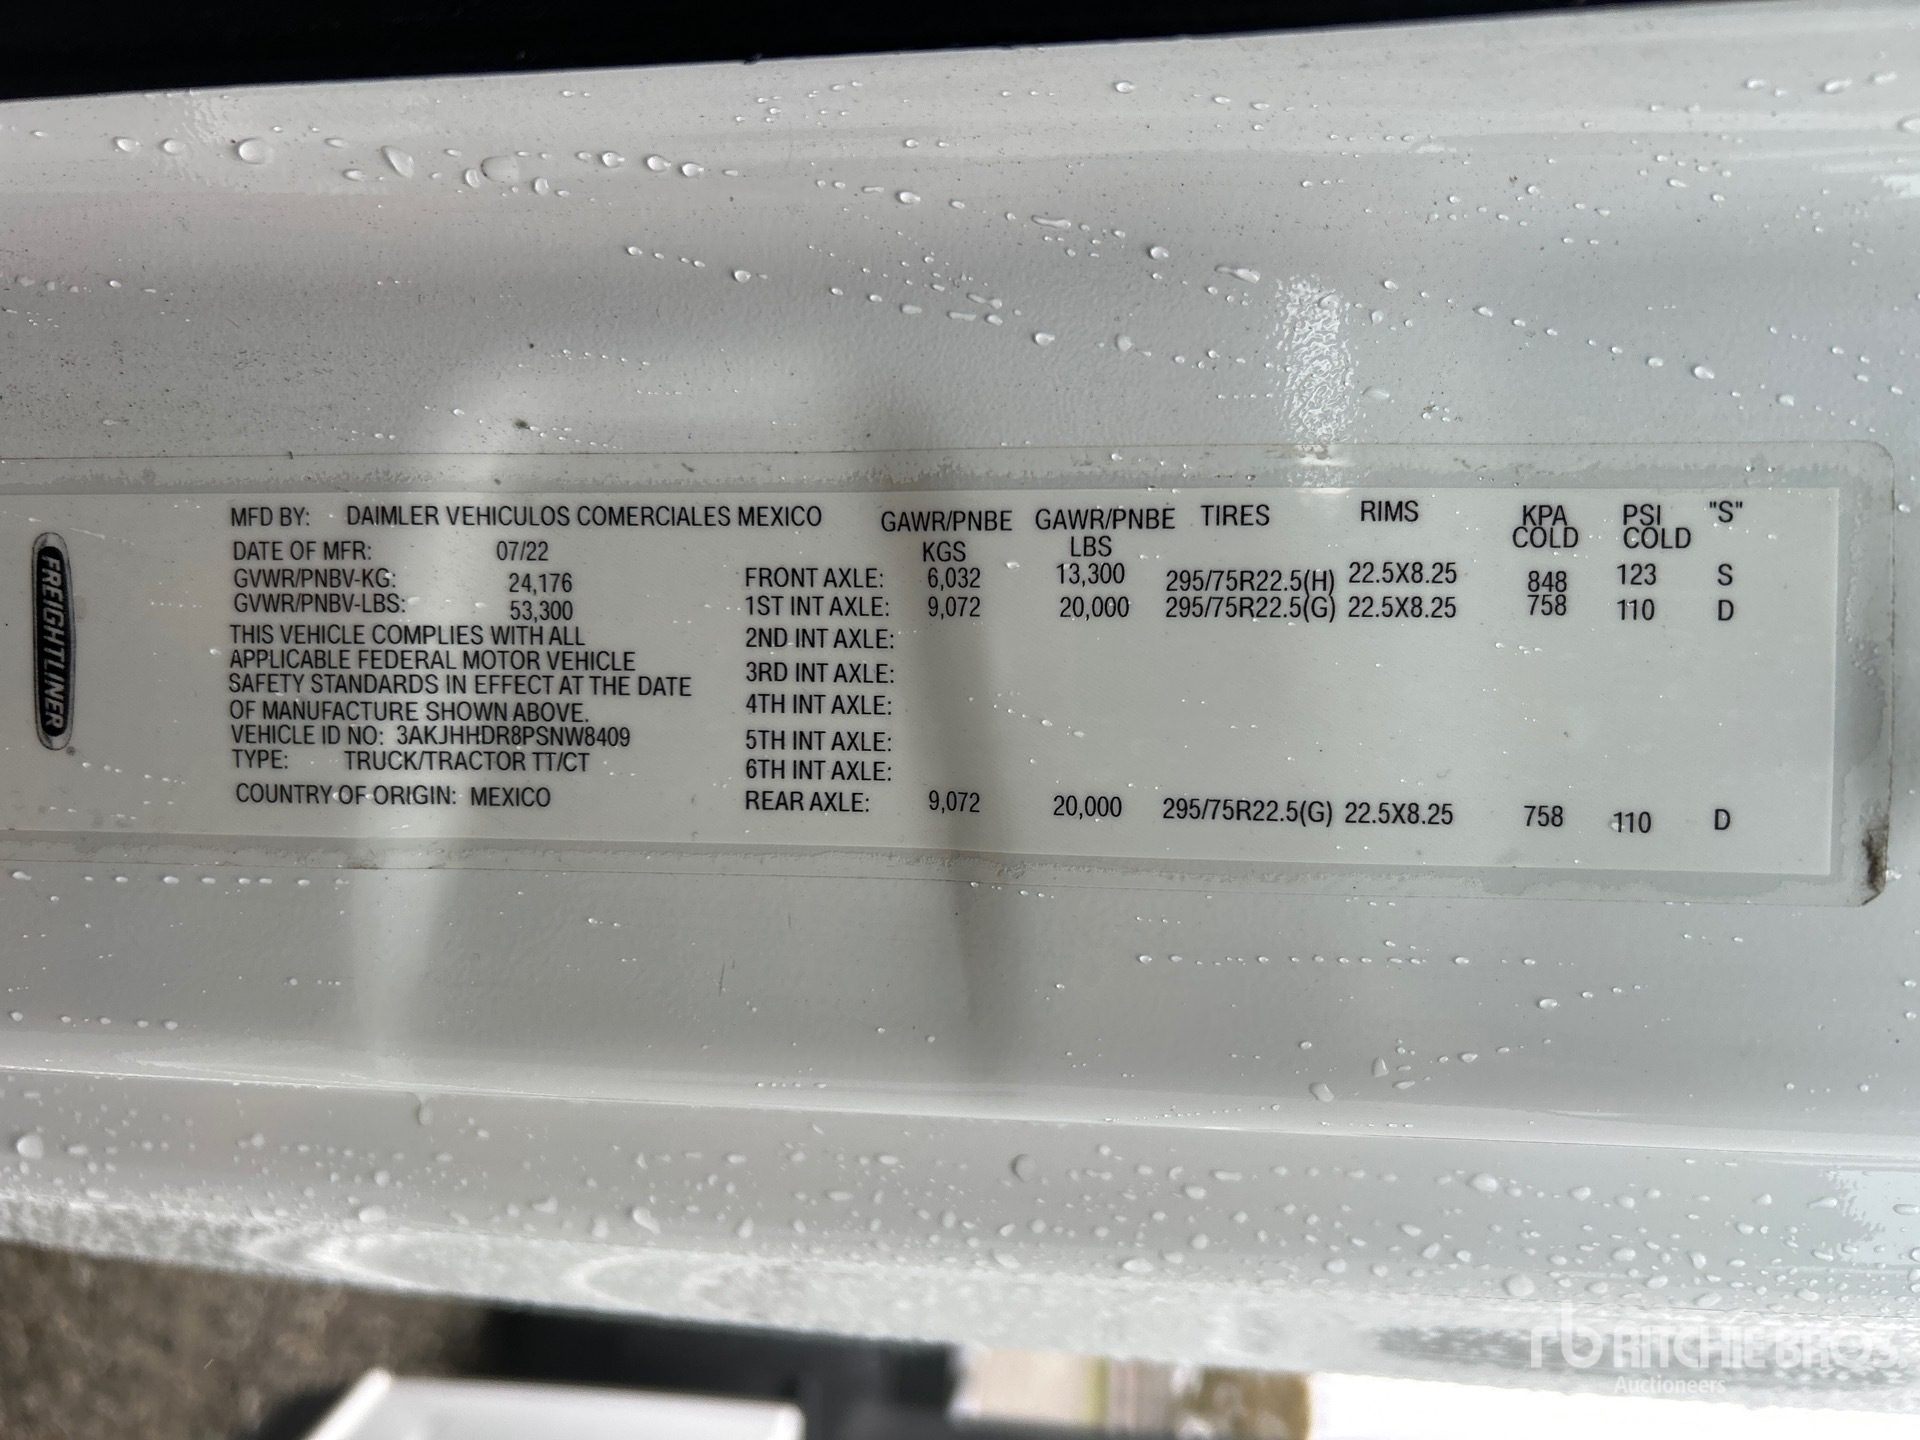 FREIGHTLINER
MFD BY: DAIMLER VEHICULOS COMERCIALES MEXICO
DATE OF MFR: 07/22
GVWR/PNBV-KG: 24,176
GVWR/PNBV-LBS: 53,300
THIS VEHICLE COMPLIES WITH ALL
APPLICABLE FEDERAL MOTOR VEHICLE
SAFETY STANDARDS IN EFFECT AT THE DATE
OF MANUFACTURE SHOWN ABOVE.
VEHICLE ID NO: 3AKJHHDR8PSNW8409
TYPE: TRUCK/TRACTOR TT/CT
COUNTRY OF ORIGIN: MEXICO
GAWR/PNBE GAWR/PNBE TIRES RIMS KPA PSI "S"
KGS LBS COLD COLD
FRONT AXLE: 6,032 13,300 295/75R22.5(H) 22.5X8.25 848 123 S
1ST INT AXLE: 9,072 20,000 295/75R22.5(G) 22.5X8.25 758 110 D
2ND INT AXLE:
3RD INT AXLE:
4TH INT AXLE:
5TH INT AXLE:
6TH INT AXLE:
REAR AXLE: 9,072 20,000 295/75R22.5(G) 22.5X8.25 758 110 D
rb RITCHIE BROS.
Auctioneers